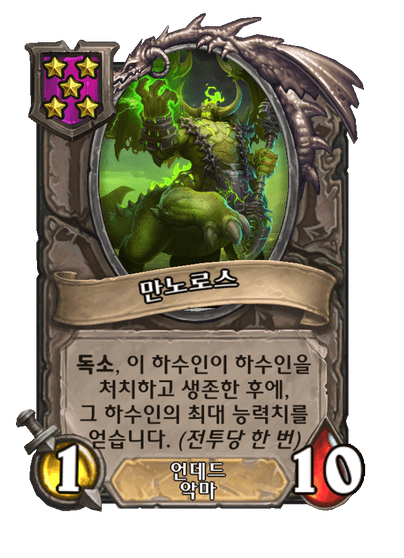 만노로스
독소, 이 하수인이 하수인을
처치하고 생존한 후에,
그 하수인의 최대 능력치를
얻습니다. (전투당 한 번)
언데드
악마
1
10